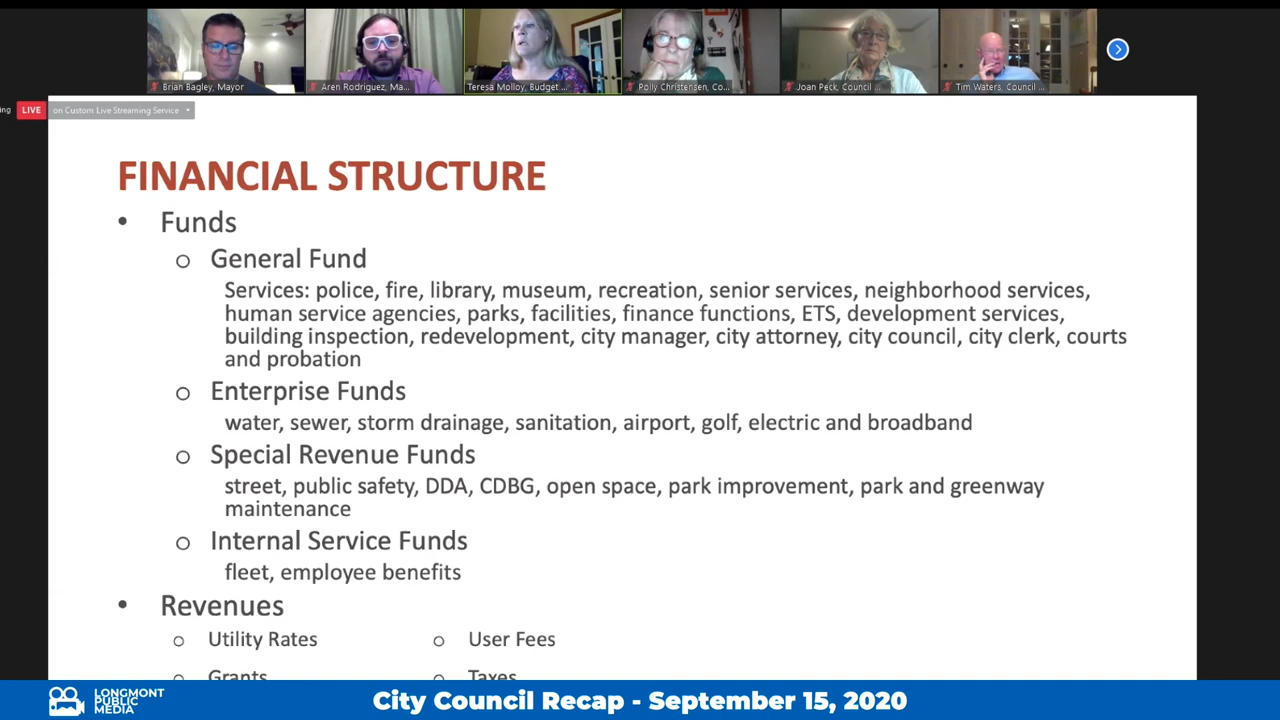 Brian Bagley, Mayor
Aren Rodriguez, Ma...
Teresa Molloy, Budget ...
Polly Christensen, Co...
Joan Peck, Council ...
Tim Waters, Council ...
ing
LIVE
on Custom Live Streaming Service
FINANCIAL STRUCTURE
• Funds
o General Fund
Services: police, fire, library, museum, recreation, senior services, neighborhood services,
human service agencies, parks, facilities, finance functions, ETS, development services,
building inspection, redevelopment, city manager, city attorney, city council, city clerk, courts
and probation
o Enterprise Funds
water, sewer, storm drainage, sanitation, airport, golf, electric and broadband
o Special Revenue Funds
street, public safety, DDA, CDBG, open space, park improvement, park and greenway
maintenance
o Internal Service Funds
fleet, employee benefits
• Revenues
o Utility Rates
o User Fees
o Grants
o Taxes
LONGMONT
PUBLIC
MEDIA
City Council Recap - September 15, 2020